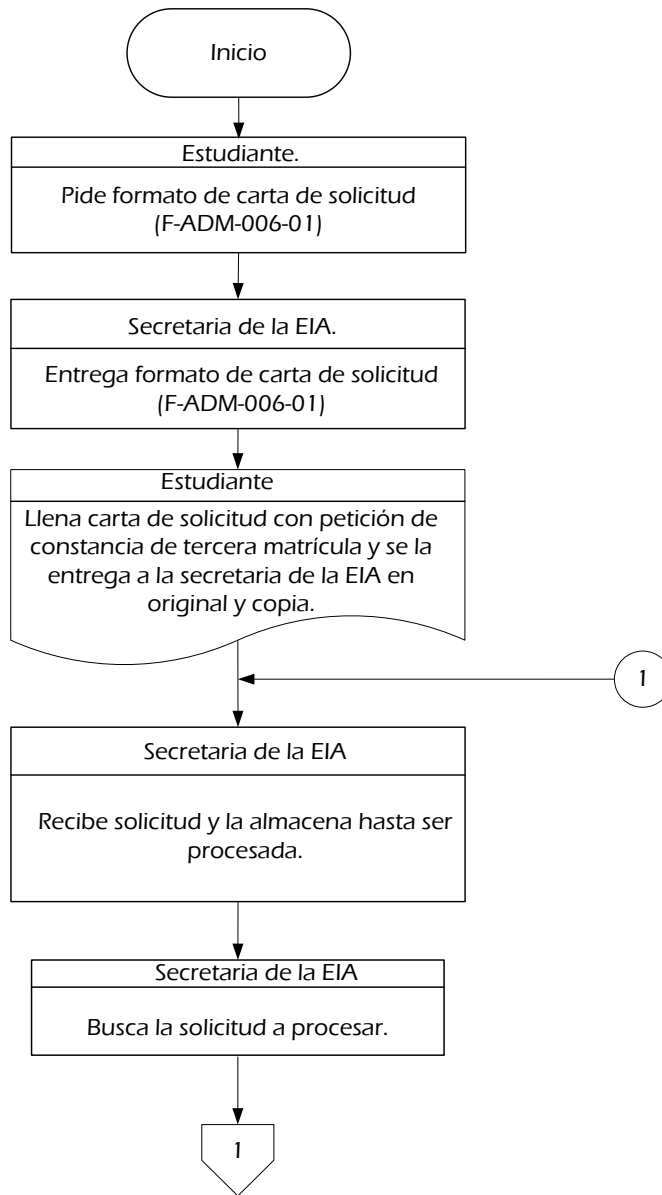 Inicio
Estudiante.
Pide formato de carta de solicitud
(F-ADM-006-01)
Secretaria de la EIA.
Entrega formato de carta de solicitud
(F-ADM-006-01)
Estudiante
Llena carta de solicitud con petición de
constancia de tercera matrícula y se la
entrega a la secretaria de la EIA en
original y copia.
1
Secretaria de la EIA
Recibe solicitud y la almacena hasta ser
procesada.
Secretaria de la EIA
Busca la solicitud a procesar.
1